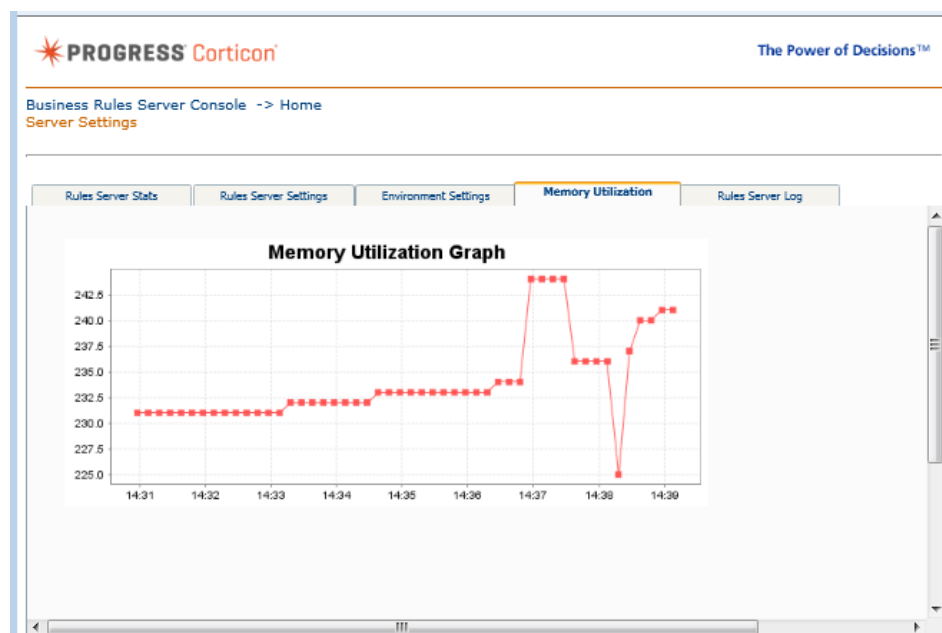 PROGRESS Corticon
The Power of Decisions™
Business Rules Server Console -> Home
Server Settings
Rules Server Stats
Rules Server Settings
Environment Settings
Memory Utilization
Rules Server Log
Memory Utilization Graph
242.5
240.0
237.5
235.0
232.5
230.0
227.5
225.0
14:31 14:32 14:33 14:34 14:35 14:36 14:37 14:38 14:39